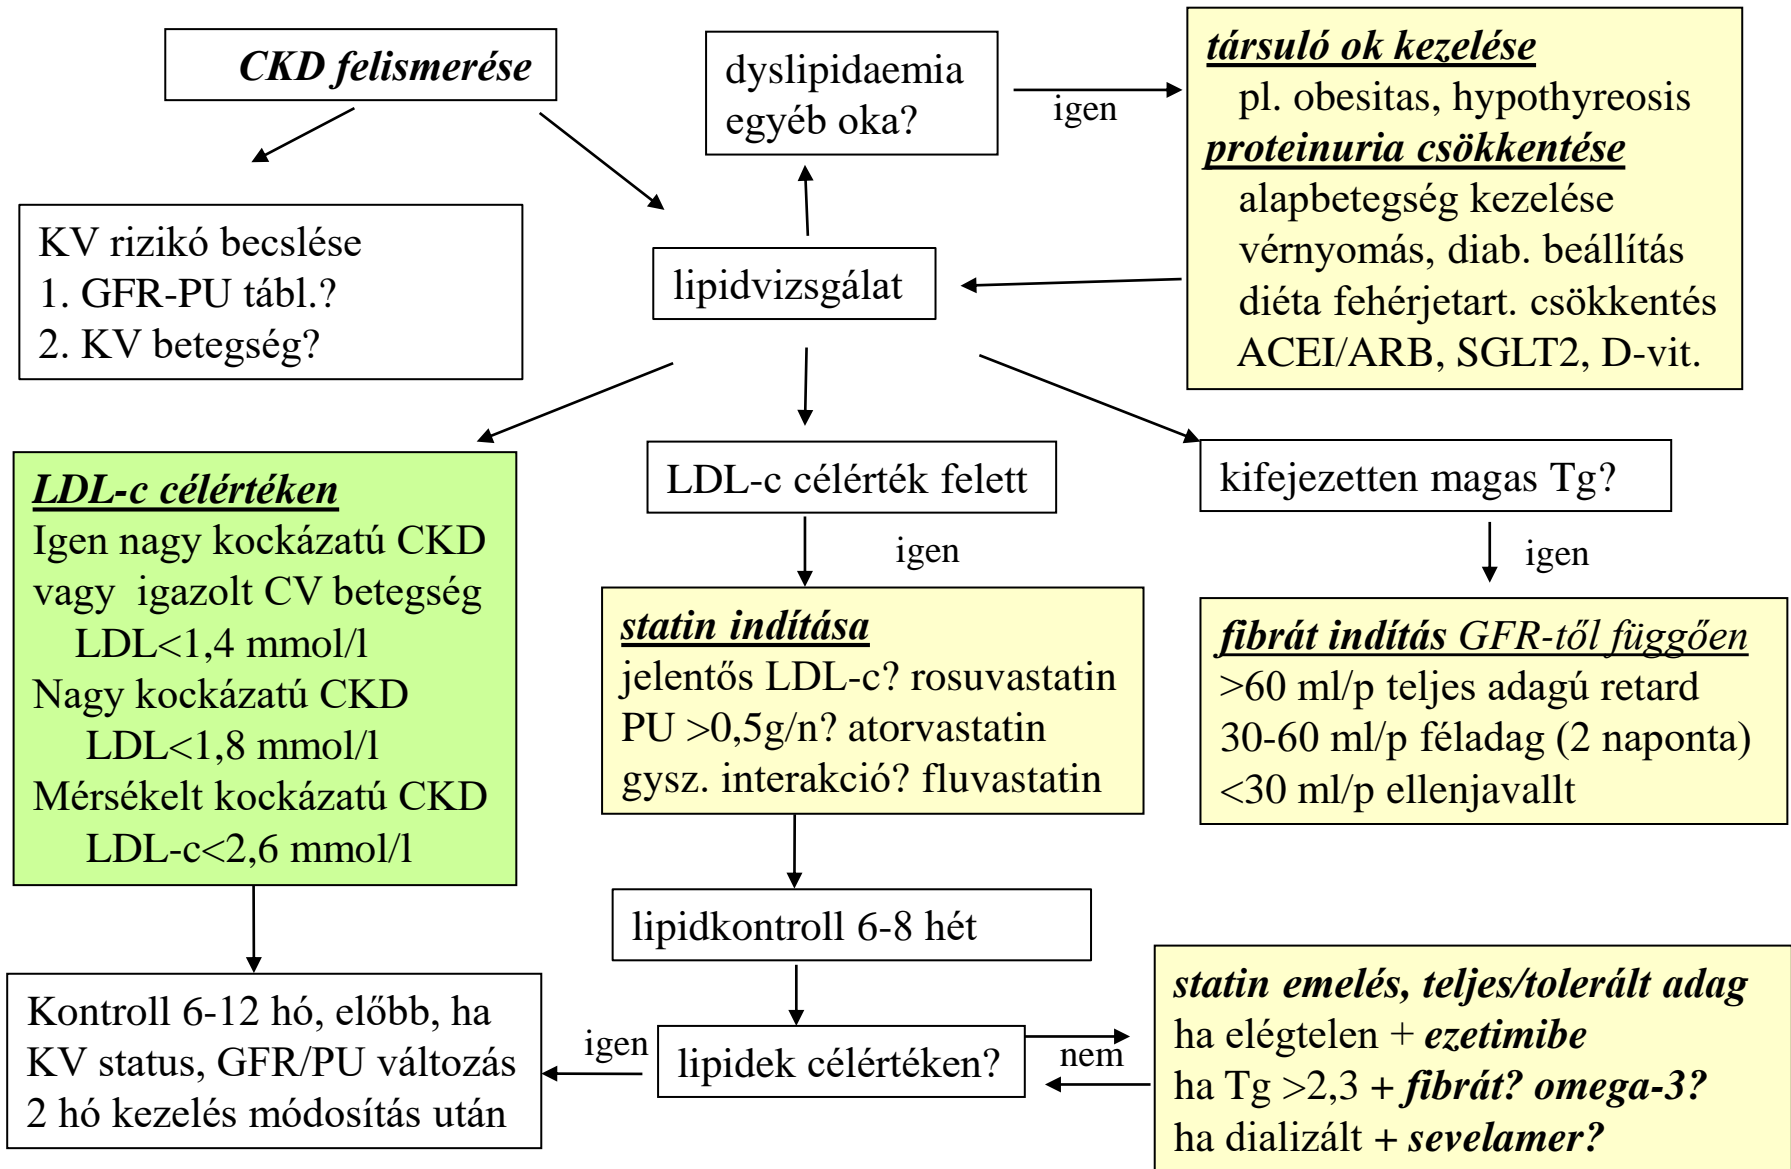 CKD felismerése
dyslipidaemia
egyéb oka?
igen
társuló ok kezelése
pl. obesitas, hypothyreosis
proteinuria csökkentése
alapbetegség kezelése
vérnyomás, diab. beállítás
diéta fehérjetart. csökkentés
ACEI/ARB, SGLT2, D-vit.
KV rizikó becslése
1. GFR-PU tábl.?
2. KV betegség?
lipidvizsgálat
LDL-c célértéken
Igen nagy kockázatú CKD
vagy igazolt CV betegség
LDL<1,4 mmol/l
Nagy kockázatú CKD
LDL<1,8 mmol/l
Mérsékelt kockázatú CKD
LDL-c<2,6 mmol/l
LDL-c célérték felett
igen
kifejezetten magas Tg?
igen
statin indítása
jelentős LDL-c? rosuvastatin
PU >0,5g/n? atorvastatin
gysz. interakció? fluvastatin
fibrát indítás GFR-től függően
>60 ml/p teljes adagú retard
30-60 ml/p féladag (2 naponta)
<30 ml/p ellenjavallt
lipidkontroll 6-8 hét
Kontroll 6-12 hó, előbb, ha
KV status, GFR/PU változás
2 hó kezelés módosítás után
igen
lipidek célértéken?
nem
statin emelés, teljes/tolerált adag
ha elégtelen + ezetimibe
ha Tg >2,3 + fibrát? omega-3?
ha dializált + sevelamer?